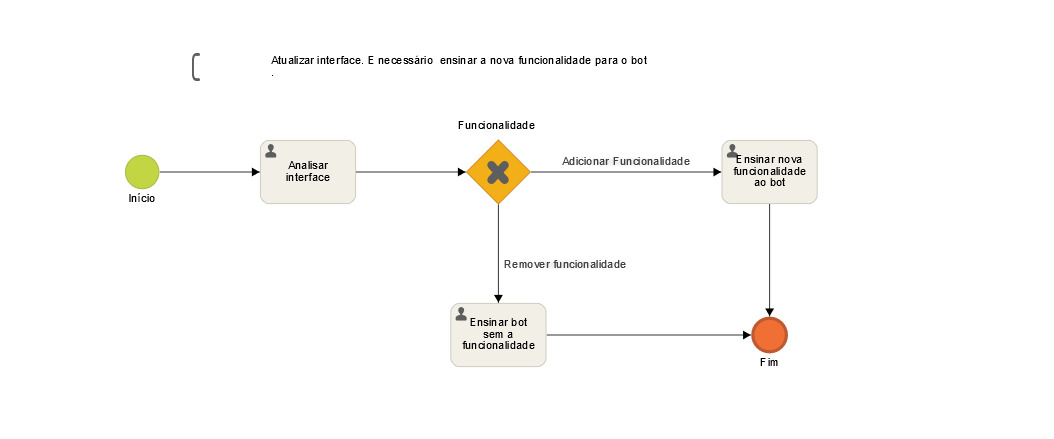 Atualizar interface. E necessário ensinar a nova funcionalidade para o bot
.
Funcionalidade
Adicionar Funcionalidade
Analisar
interface
Ensinar nova
funcionalidade
ao bot
Início
Remover funcionalidade
Ensinar bot
sem a
funcionalidade
Fim